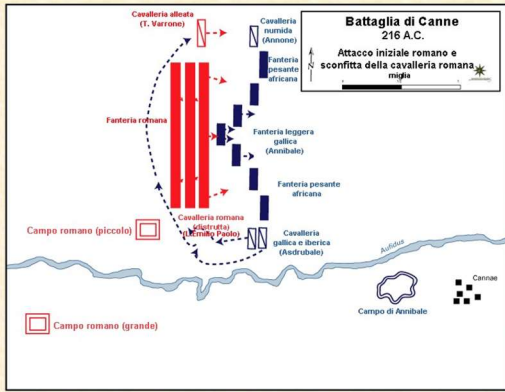 Cavalleria alleata
(T. Varrone)
Cavalleria
numida
(Annone)
Battaglia di Canne
216 A.C.
Attacco iniziale romano e
sconfitta della cavalleria romana
miglia
N
Fanteria
pesante
africana
Fanteria romana
Fanteria leggera
gallica
(Annibale)
Fanteria pesante
africana
Cavalleria romana
(distrutta)
(L.Emilio Paolo)
Campo romano (piccolo)
Cavalleria
gallica e iberica
(Asdrubale)
Aufidus
Cannae
Campo di Annibale
Campo romano (grande)